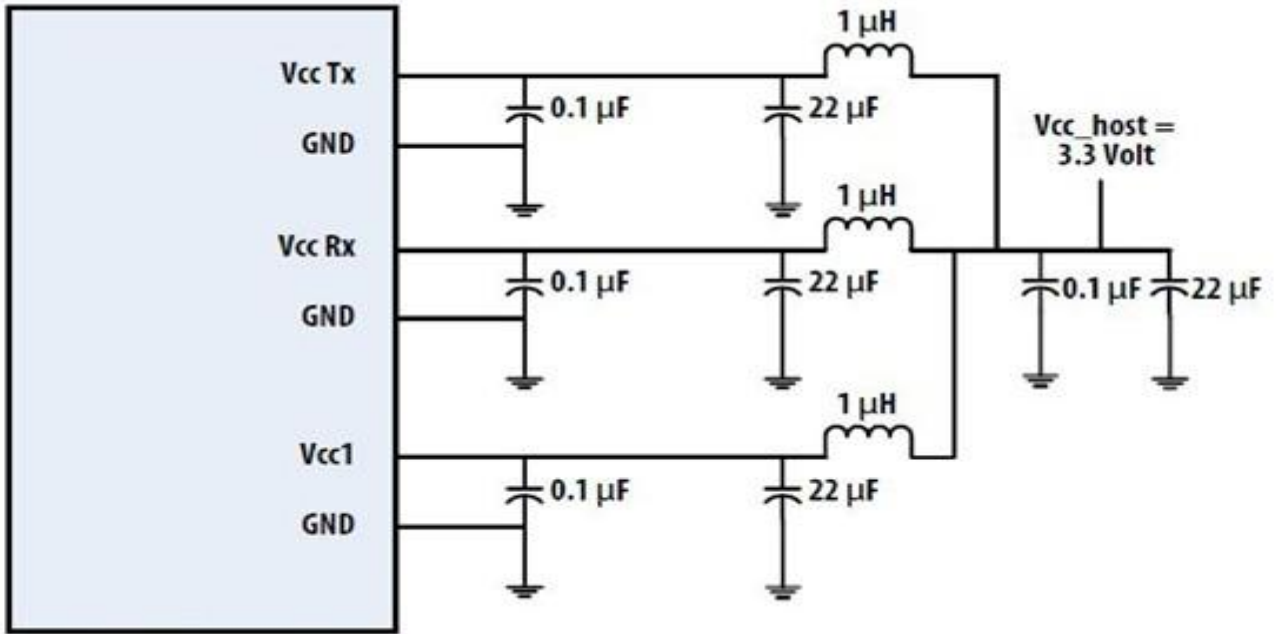 1 μH
Vcc Tx
0.1 μF
22 μF
GND
Vcc_host =
3.3 Volt
1 μH
Vcc Rx
0.1 μF
22 μF
0.1 μF
22 μF
GND
1 μH
Vcc1
0.1 μF
22 μF
GND